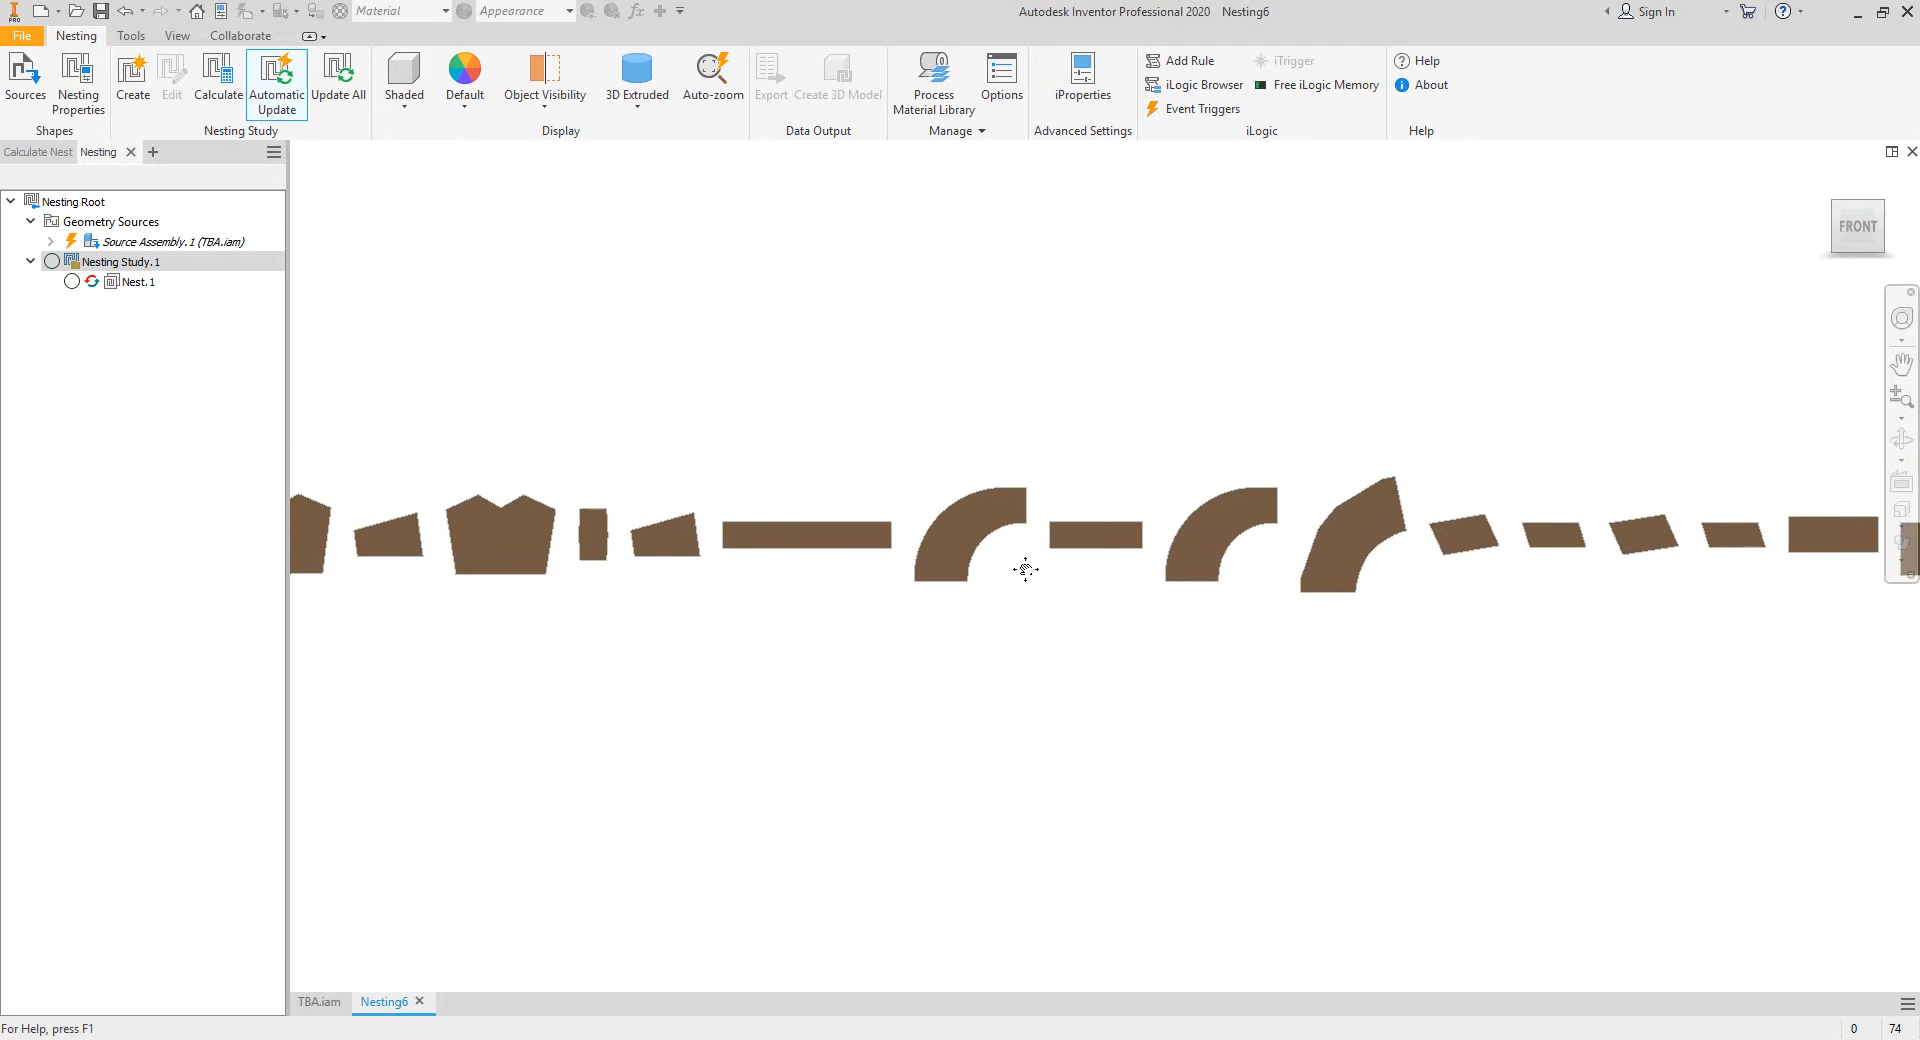 PRO
Material
Appearance
fx
Autodesk Inventor Professional 2020 Nesting6
Sign In
File Nesting Tools View Collaborate
Sources
Nesting
Properties
Shapes
Create
Edit
Calculate
Automatic
Update
Update All
Nesting Study
Shaded
Default
Object Visibility
3D Extruded
Auto-zoom
Display
Export
Create 3D Model
Data Output
Process
Material Library
Options
Manage
iProperties
Advanced Settings
Add Rule
iTrigger
iLogic Browser
Free iLogic Memory
Event Triggers
iLogic
Help
About
Help
Calculate Nest Nesting
Nesting Root
Geometry Sources
Source Assembly.1 (TBA.iam)
Nesting Study.1
Nest.1
FRONT
TBA.iam Nesting6
For Help, press F1
0 74